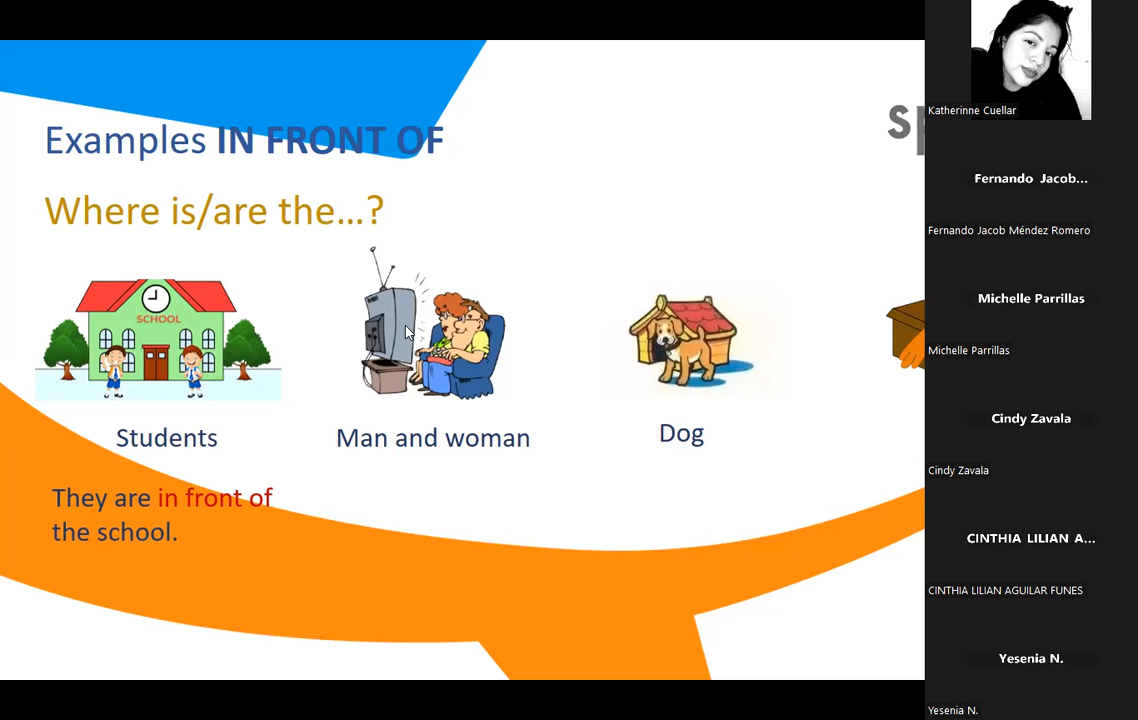 Examples IN FRONT OF
Where is/are the...?
SCHOOL
Students
Man and woman
Dog
They are in front of
the school.
Katherinne Cuellar
Fernando Jacob...
Fernando Jacob Méndez Romero
Michelle Parrillas
Michelle Parrillas
Cindy Zavala
Cindy Zavala
CINTHIA LILIAN A...
CINTHIA LILIAN AGUILAR FUNES
Yesenia N.
Yesenia N.